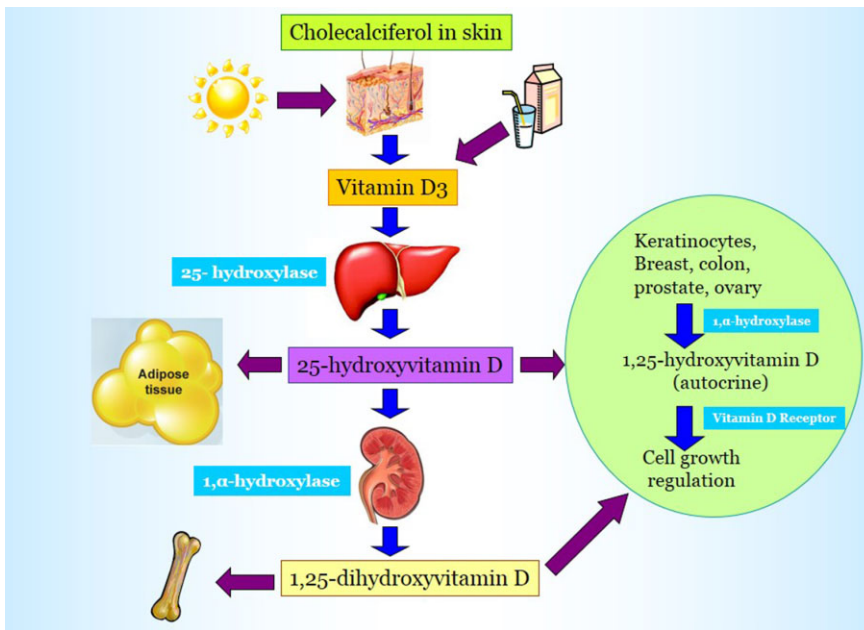 Cholecalciferol in skin
Vitamin D3
25- hydroxylase
Adipose
tissue
25-hydroxyvitamin D
1,α-hydroxylase
1,25-dihydroxyvitamin D
Keratinocytes,
Breast, colon,
prostate, ovary
1,α-hydroxylase
1,25-hydroxyvitamin D
(autocrine)
Vitamin D Receptor
Cell growth
regulation